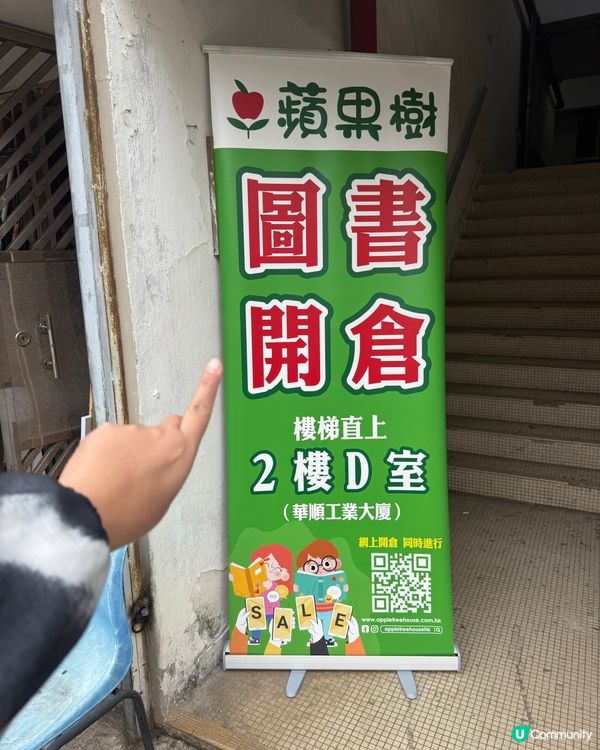 蘋果樹
圖書
開倉
樓梯直上
2樓D室
(華順工業大廈)
網上開倉 同時進行
SALE
www.appletreehouse.com.hk
appletreehousehk
U Community